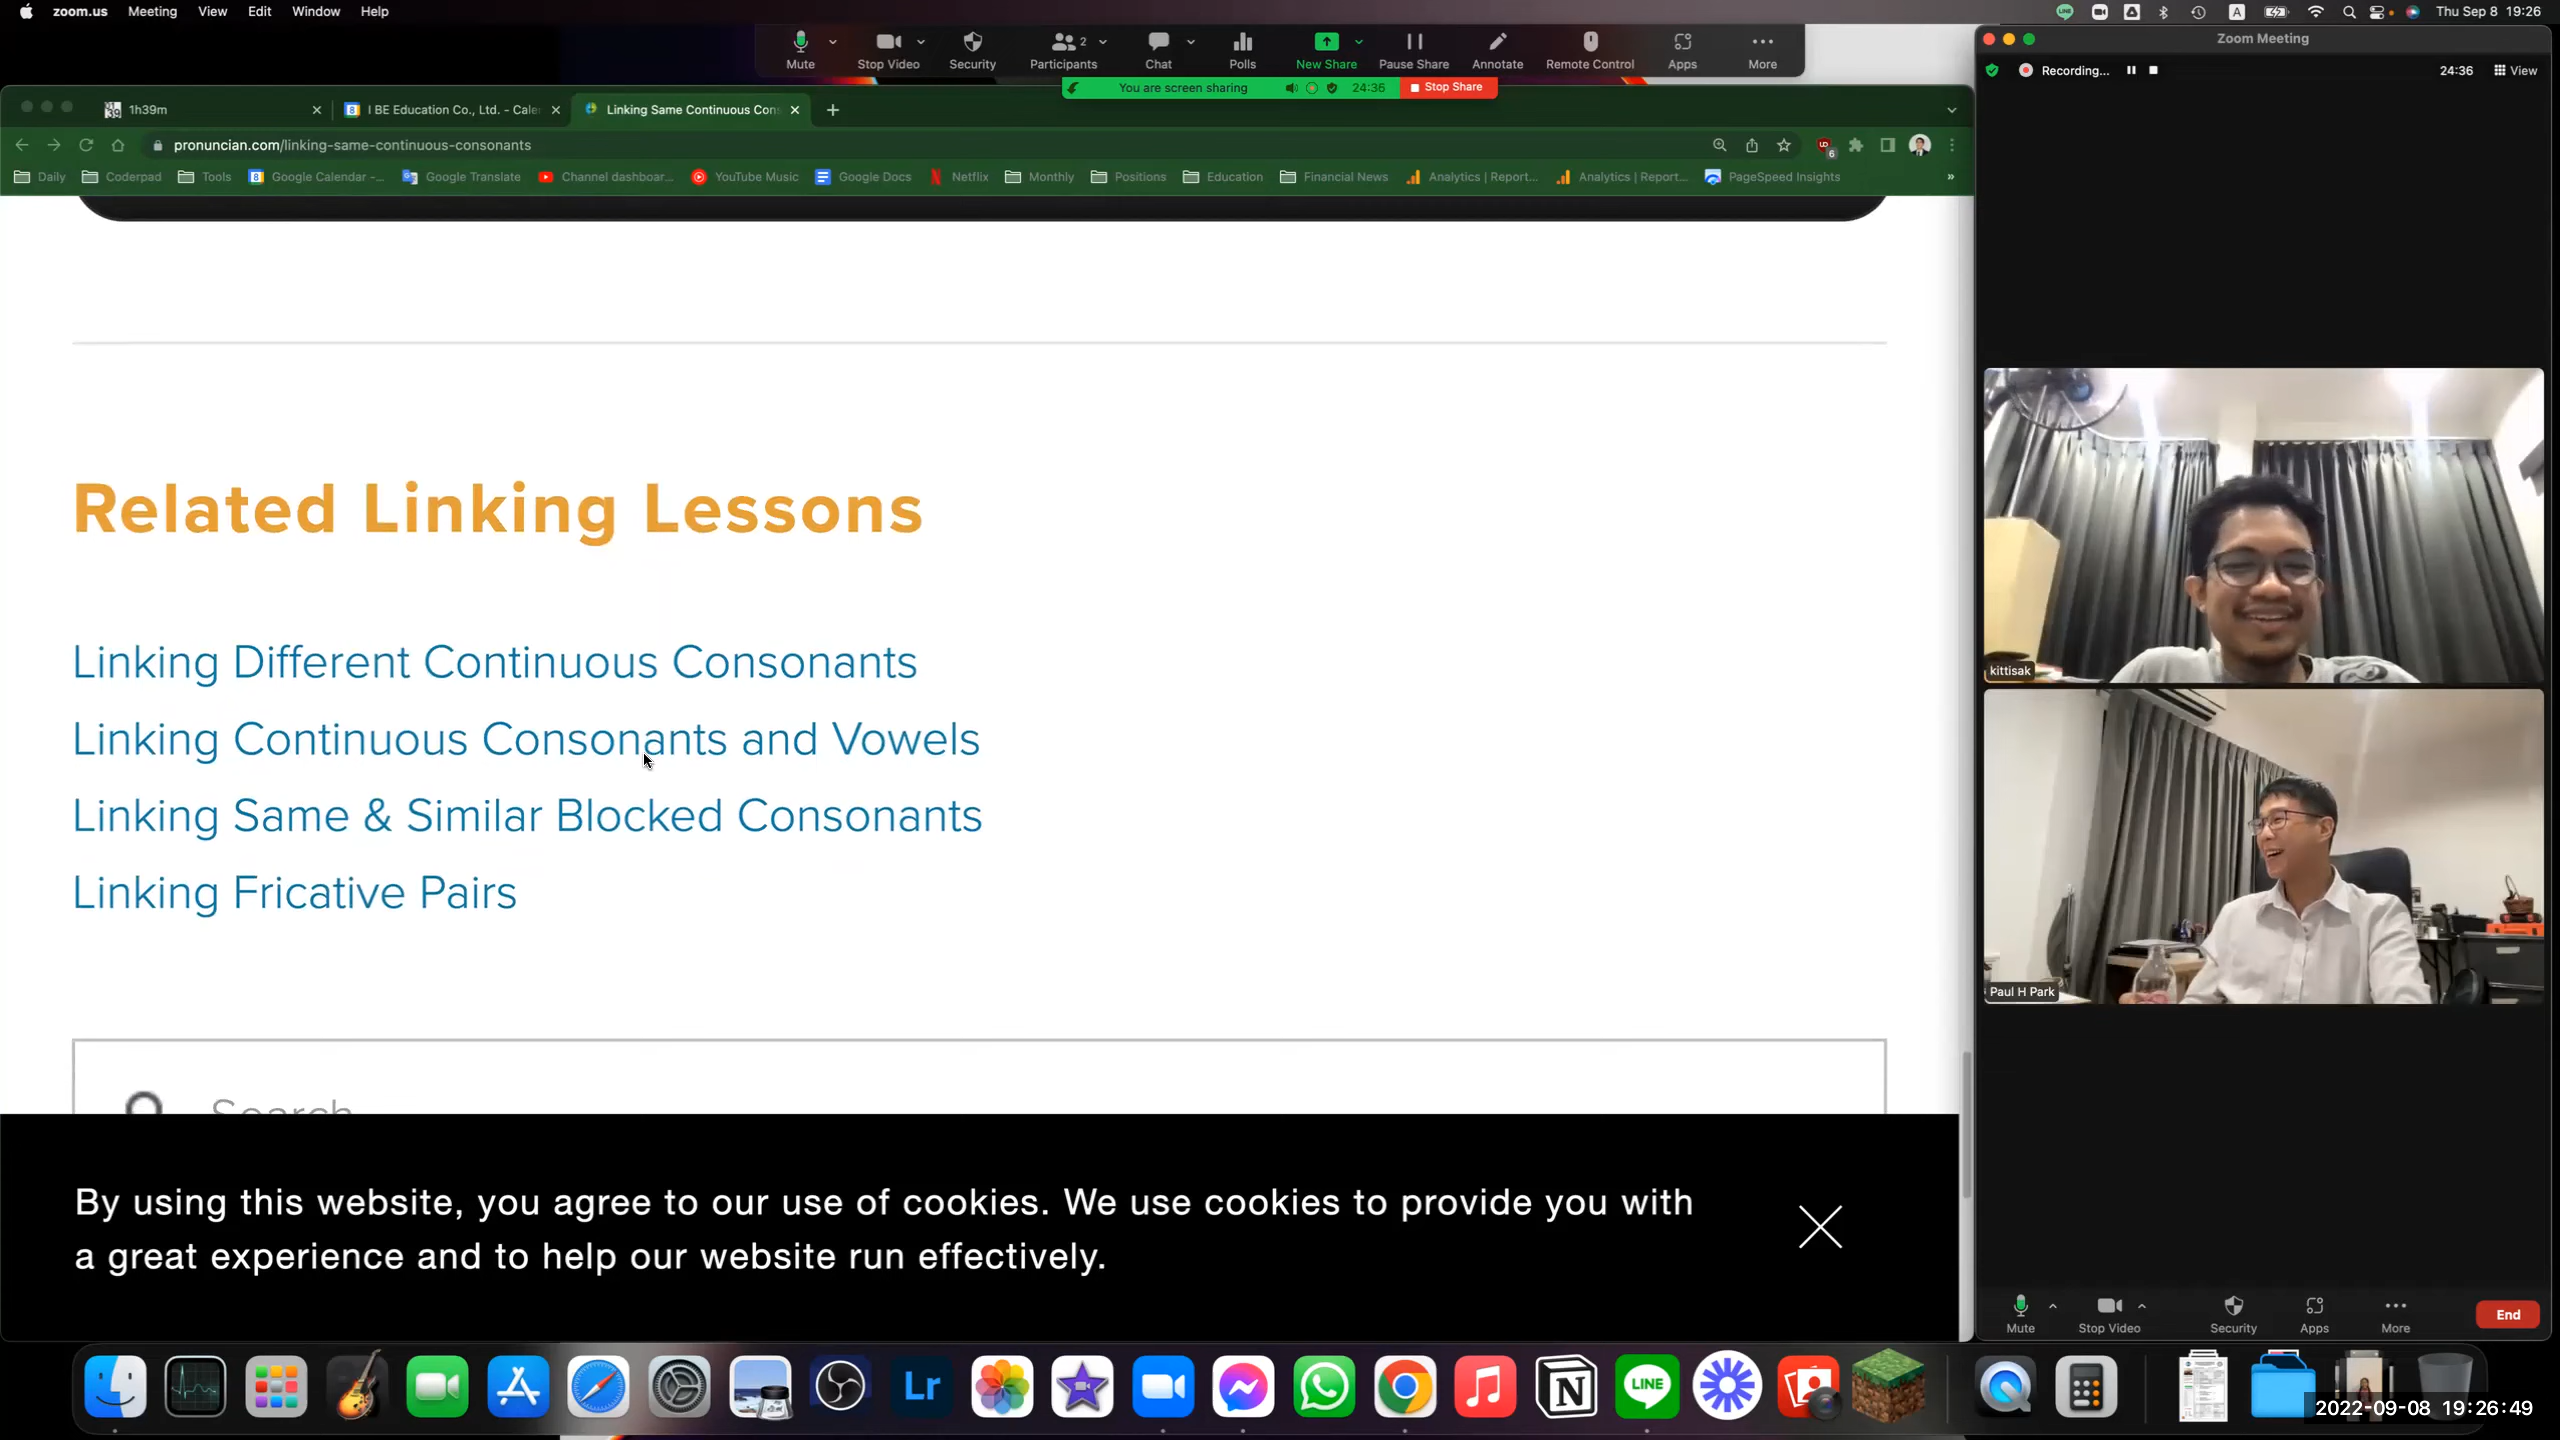 zoom.us Meeting View Edit Window Help
A Thu Sep 8 19:26
Mute Stop Video Security Participants 2 Chat Polls New Share Pause Share Annotate Remote Control Apps More
You are screen sharing 24:36 Stop Share
Zoom Meeting
Recording... 24:36 View
1h39m
I BE Education Co., Ltd. - Cale
Linking Same Continuous Con
pronuncian.com/linking-same-continuous-consonants
6
Daily Coderpad Tools Google Calendar -... Google Translate Channel dashboar... YouTube Music Google Docs Netflix Monthly Positions Education Financial News Analytics | Report... Analytics | Report... PageSpeed Insights »
Related Linking Lessons
Linking Different Continuous Consonants
Linking Continuous Consonants and Vowels
Linking Same & Similar Blocked Consonants
Linking Fricative Pairs
Search
By using this website, you agree to our use of cookies. We use cookies to provide you with
a great experience and to help our website run effectively.
kittisak
Paul H Park
Mute Stop Video Security Apps More End
Lr
N
LINE
2022-09-08 19:26:49